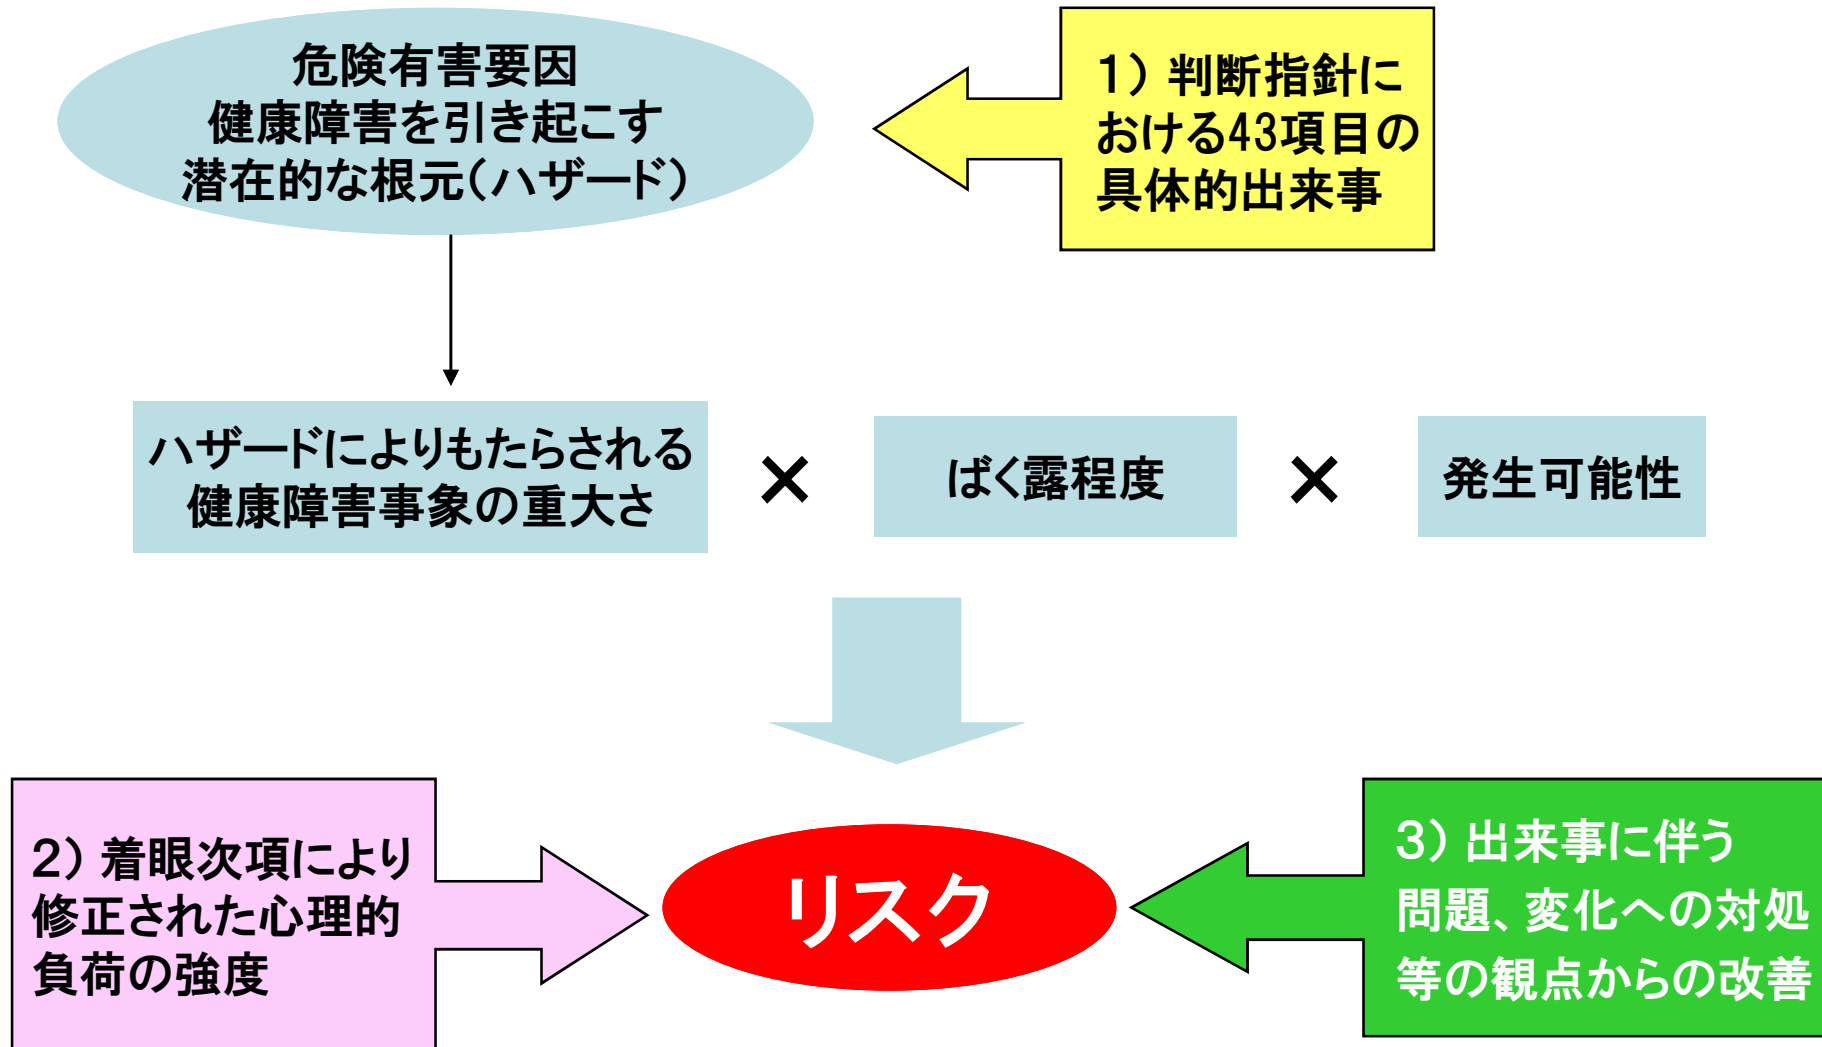 危険有害要因
健康障害を引き起こす
潜在的な根元（ハザード）
1）判断指針に
おける43項目の
具体的出来事
ハザードによりもたらされる
健康障害事象の重大さ
×
ばく露程度
×
発生可能性
2）着眼次項により
修正された心理的
負荷の強度
リスク
3）出来事に伴う
問題、変化への対処
等の観点からの改善